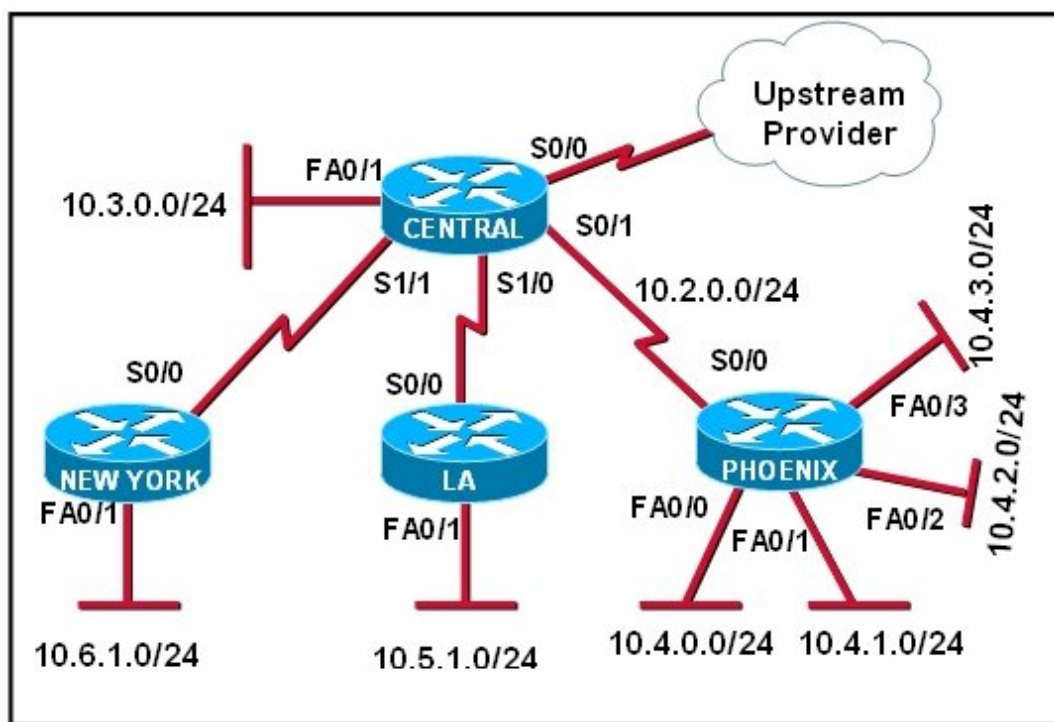 Upstream
Provider
S0/0
FA0/1
10.3.0.0/24
CENTRAL
S0/1
S1/1
S1/0
10.2.0.0/24
10.4.3.0/24
S0/0
S0/0
S0/0
FA0/3
NEW YORK
LA
PHOENIX
10.4.2.0/24
FA0/1
FA0/1
FA0/0
FA0/1
FA0/2
10.6.1.0/24
10.5.1.0/24
10.4.0.0/24
10.4.1.0/24